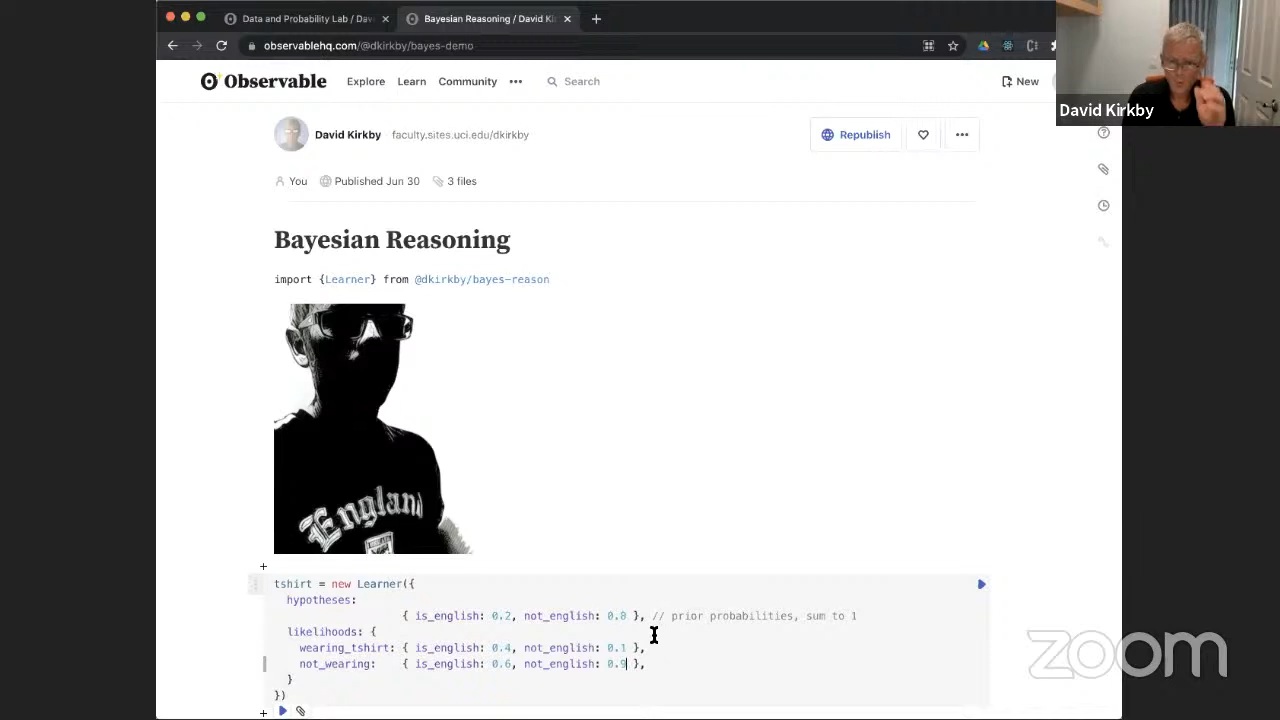 Data and Probability Lab / Dav
Bayesian Reasoning / David Ki
observablehq.com/@dkirkby/bayes-demo
Observable
Explore
Learn
Community
Search
New
David Kirkby
David Kirkby
faculty.sites.uci.edu/dkirkby
Republish
You
Published Jun 30
3 files
Bayesian Reasoning
import {Learner} from @dkirkby/bayes-reason
England
tshirt = new Learner({
hypotheses:
{ is_english: 0.2, not_english: 0.8 }, // prior probabilities, sum to 1
likelihoods: {
wearing_tshirt: { is_english: 0.4, not_english: 0.1 },
not_wearing: { is_english: 0.6, not_english: 0.9 },
}
})
zoom